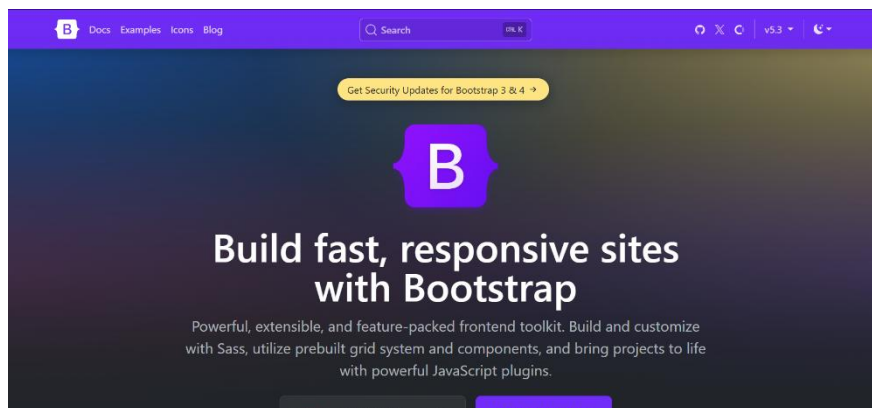 B Docs Examples Icons Blog Search CTRL K v5.3
Get Security Updates for Bootstrap 3 & 4 →
B
Build fast, responsive sites
with Bootstrap
Powerful, extensible, and feature-packed frontend toolkit. Build and customize
with Sass, utilize prebuilt grid system and components, and bring projects to life
with powerful JavaScript plugins.